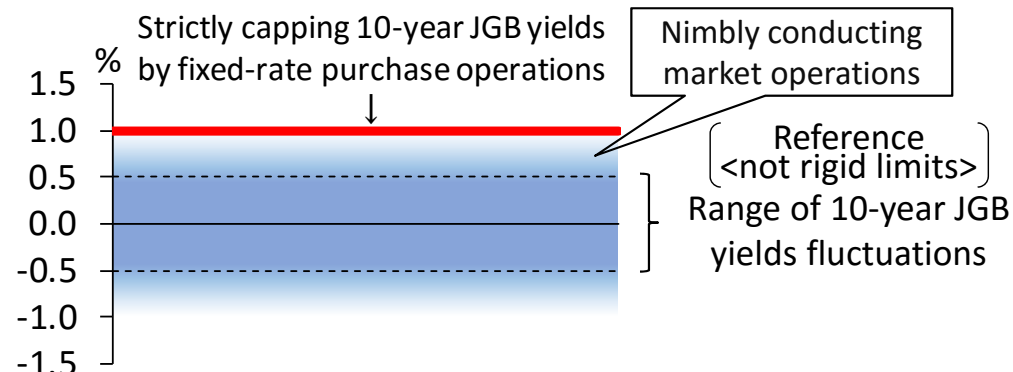 Strictly capping 10-year JGB yields
by fixed-rate purchase operations
↓
Nimbly conducting
market operations
%
1.5
1.0
0.5
0.0
-0.5
-1.0
-1.5
Reference
<not rigid limits>
Range of 10-year JGB
yields fluctuations